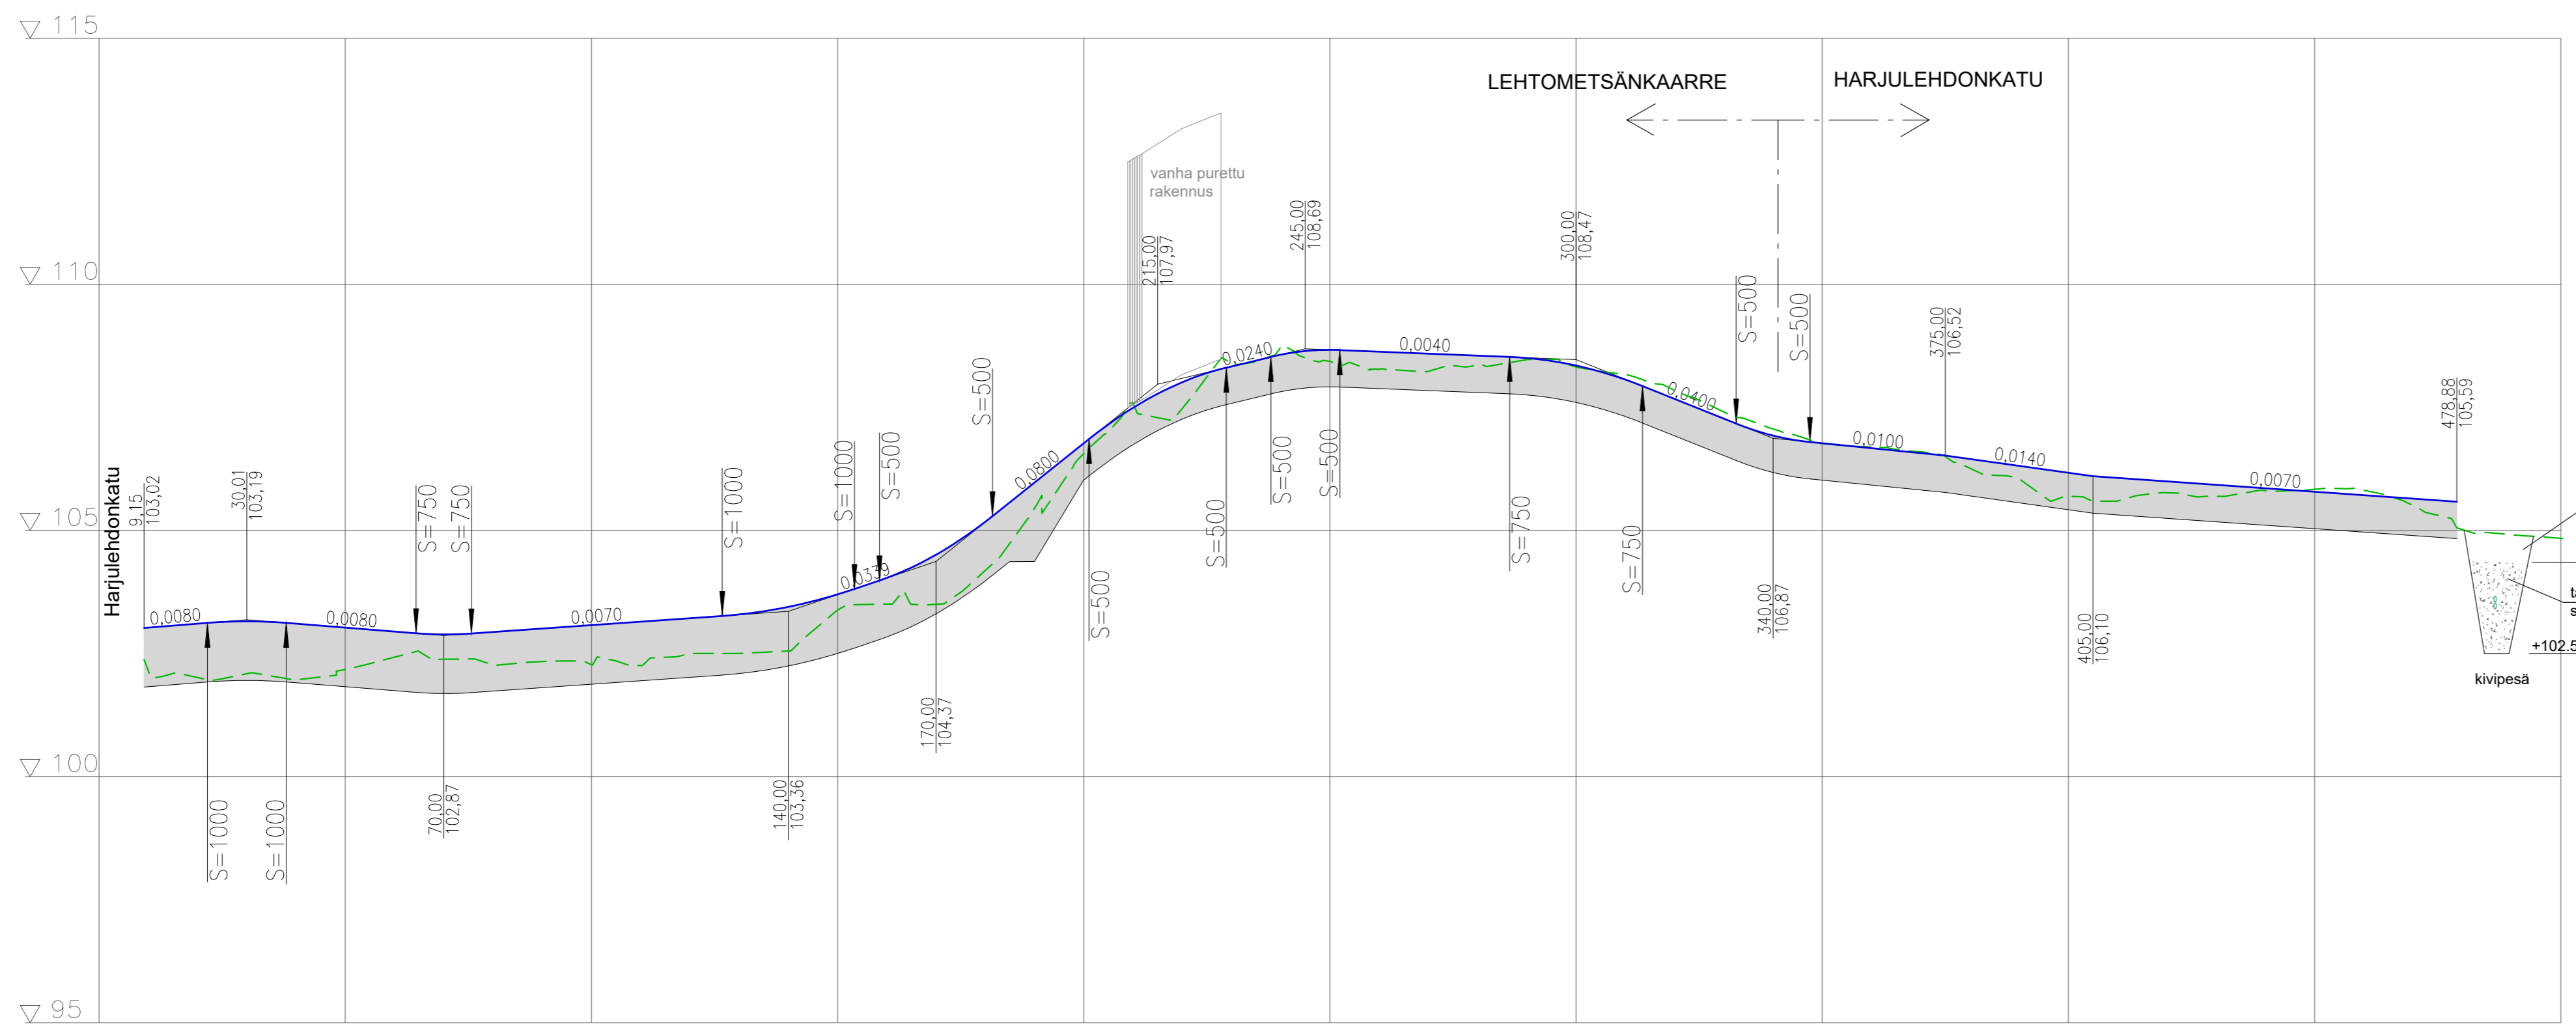 115
110
105
100
95
LEHTOMETSÄNKAARRE
HARJULEHDONKATU
vanha purettu
rakennus
Harjulehdonkatu
9,15
103,02
0,0080
30,01
103,19
S=1000
S=1000
0,0080
S=750
S=750
70,00
102,87
0,0070
S=1000
140,00
103,36
S=1000
S=500
0,0339
170,00
104,37
S=500
0,0800
S=500
215,00
107,97
S=500
0,0240
S=500
245,00
108,69
S=500
0,0040
S=750
300,00
108,47
S=750
0,0400
S=500
340,00
106,87
S=500
0,0100
375,00
106,52
0,0140
405,00
106,10
0,0070
478,88
105,59
+102.5
kivipesä